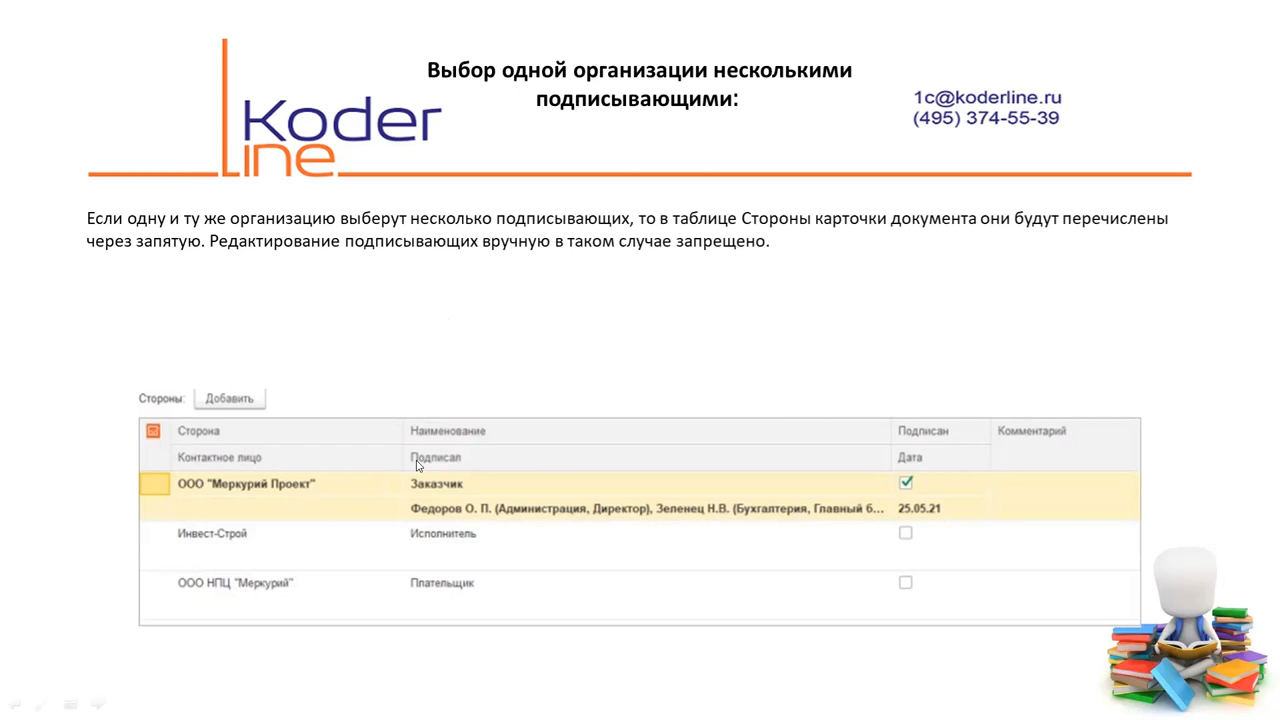 Выбор одной организации несколькими
подписывающими:
Koder
Line
1c@koderline.ru
(495) 374-55-39
Если одну и ту же организацию выберут несколько подписывающих, то в таблице Стороны карточки документа они будут перечислены
через запятую. Редактирование подписывающих вручную в таком случае запрещено.
Стороны: Добавить
Сторона Наименование Подписан Комментарий
Контактное лицо Подписал Дата
ООО "Меркурий Проект" Заказчик
Федоров О. П. (Администрация, Директор), Зеленец Н.В. (Бухгалтерия, Главный б... 25.05.21
Инвест-Строй Исполнитель
ООО НПЦ "Меркурий" Плательщик